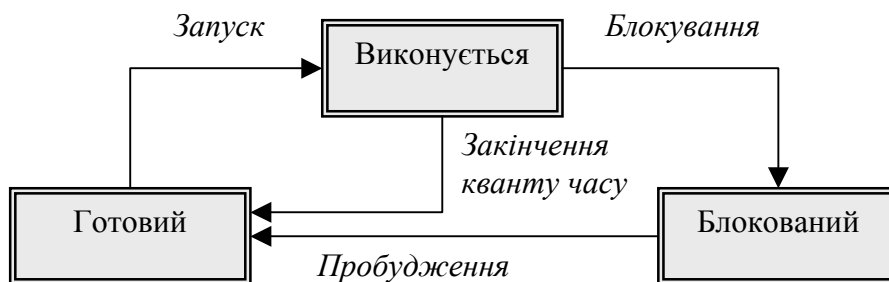 Запуск
Виконується
Блокування
Закінчення
кванту часу
Готовий
Блокований
Пробудження